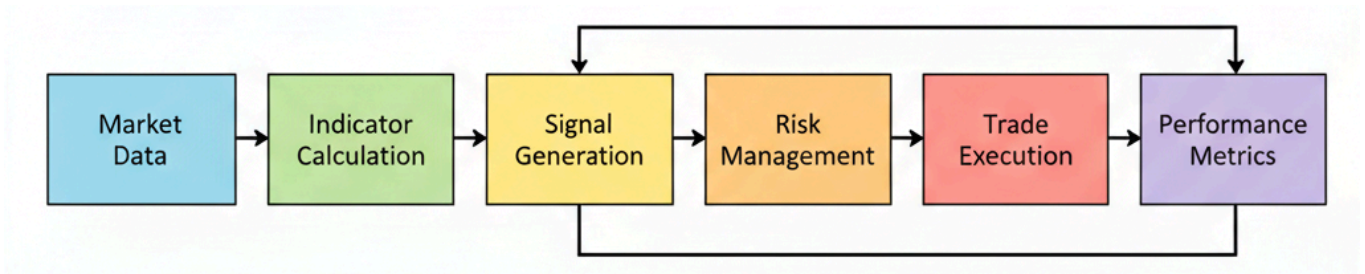 Market
Data
Indicator
Calculation
Signal
Generation
Risk
Management
Trade
Execution
Performance
Metrics